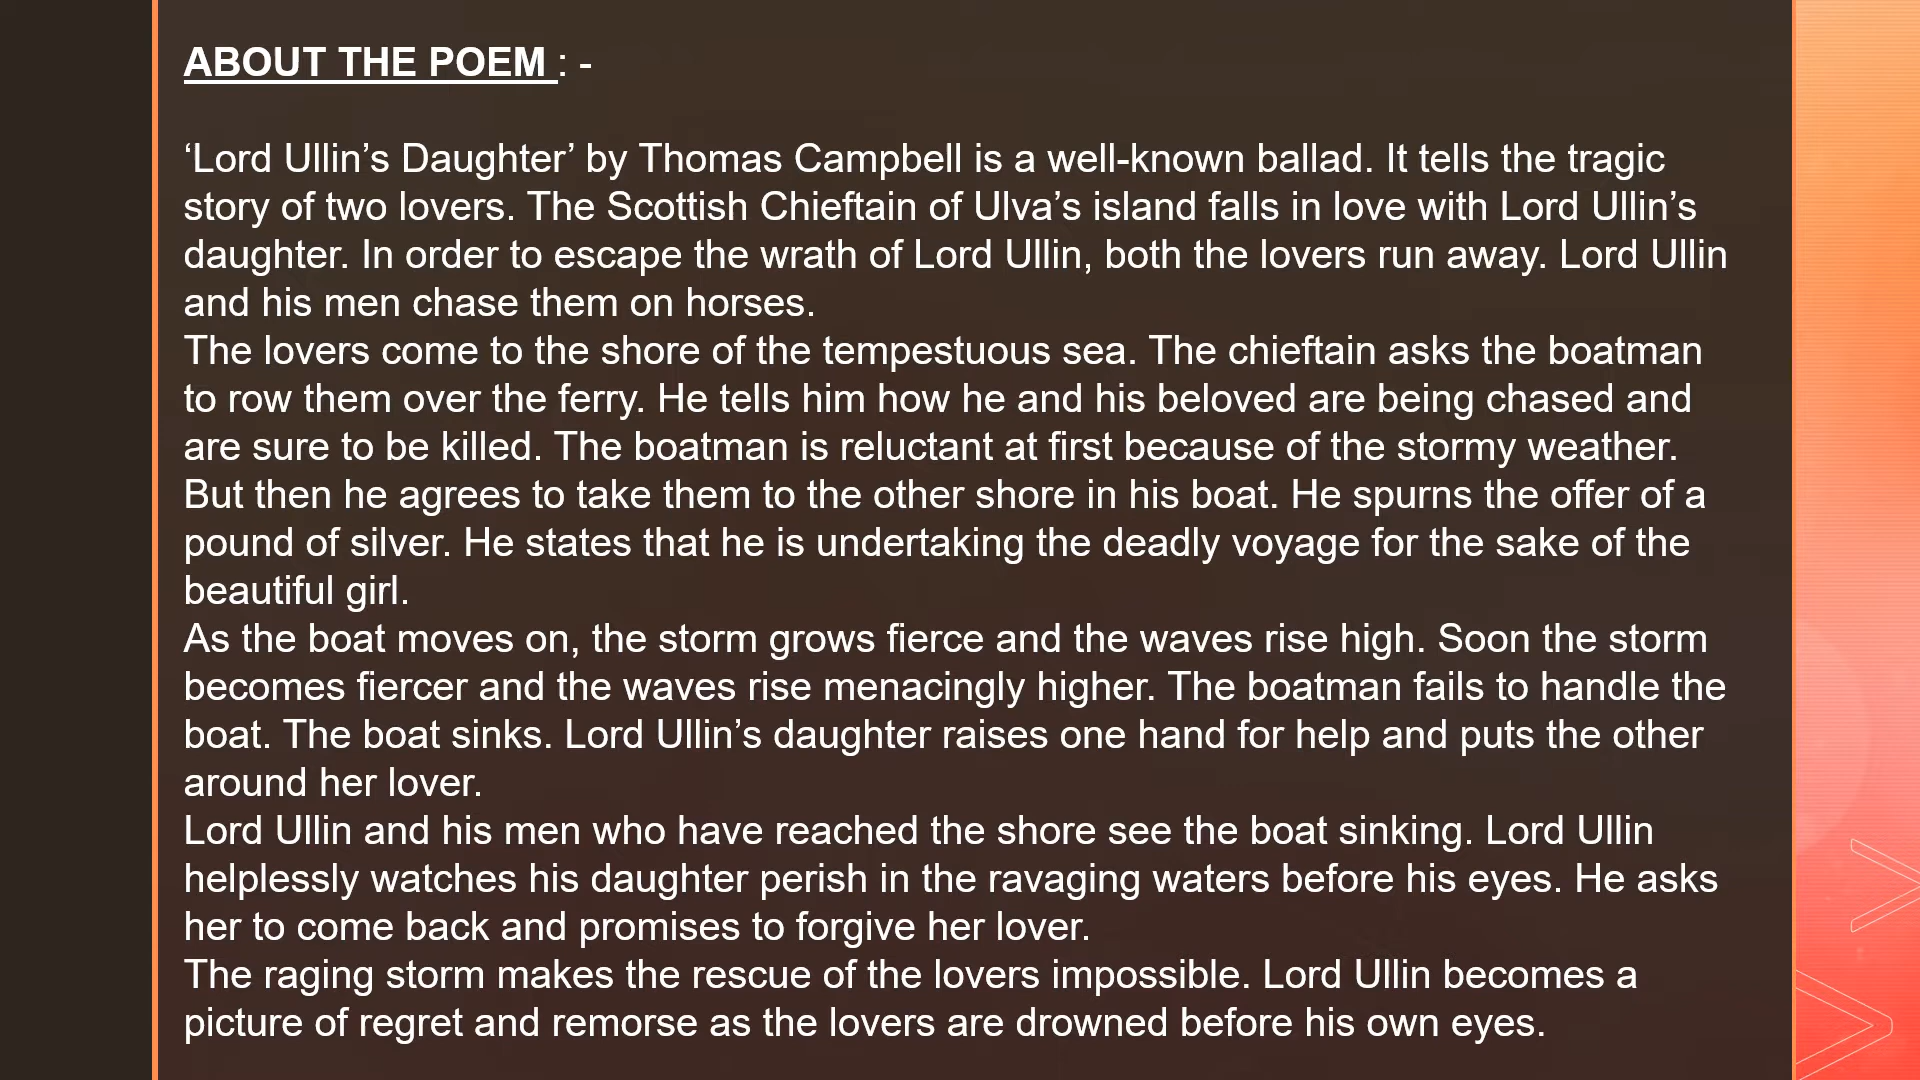 ABOUT THE POEM : -
‘Lord Ullin’s Daughter’ by Thomas Campbell is a well-known ballad. It tells the tragic
story of two lovers. The Scottish Chieftain of Ulva’s island falls in love with Lord Ullin’s
daughter. In order to escape the wrath of Lord Ullin, both the lovers run away. Lord Ullin
and his men chase them on horses.
The lovers come to the shore of the tempestuous sea. The chieftain asks the boatman
to row them over the ferry. He tells him how he and his beloved are being chased and
are sure to be killed. The boatman is reluctant at first because of the stormy weather.
But then he agrees to take them to the other shore in his boat. He spurns the offer of a
pound of silver. He states that he is undertaking the deadly voyage for the sake of the
beautiful girl.
As the boat moves on, the storm grows fierce and the waves rise high. Soon the storm
becomes fiercer and the waves rise menacingly higher. The boatman fails to handle the
boat. The boat sinks. Lord Ullin’s daughter raises one hand for help and puts the other
around her lover.
Lord Ullin and his men who have reached the shore see the boat sinking. Lord Ullin
helplessly watches his daughter perish in the ravaging waters before his eyes. He asks
her to come back and promises to forgive her lover.
The raging storm makes the rescue of the lovers impossible. Lord Ullin becomes a
picture of regret and remorse as the lovers are drowned before his own eyes.